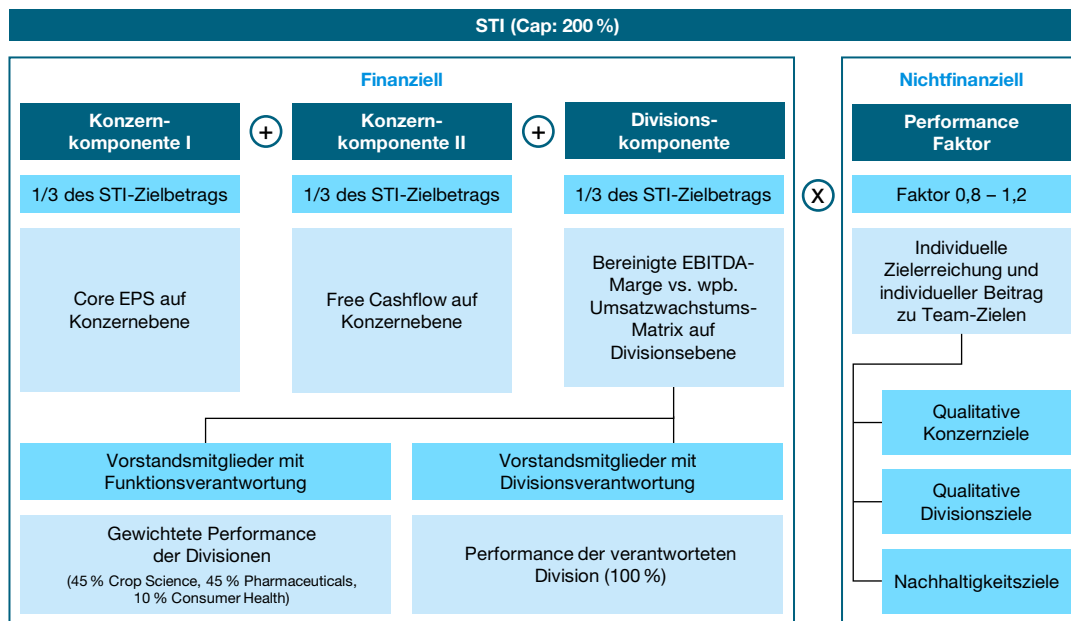 STI (Cap: 200 %)
Finanziell
Konzern-
komponente I
+
Konzern-
komponente II
+
Divisions-
komponente
1/3 des STI-Zielbetrags
1/3 des STI-Zielbetrags
1/3 des STI-Zielbetrags
Core EPS auf
Konzernebene
Free Cashflow auf
Konzernebene
Bereinigte EBITDA-
Marge vs. wpb.
Umsatzwachstums-
Matrix auf
Divisionsebene
Vorstandsmitglieder mit
Funktionsverantwortung
Vorstandsmitglieder mit
Divisionsverantwortung
Gewichtete Performance
der Divisionen
(45 % Crop Science, 45 % Pharmaceuticals,
10 % Consumer Health)
Performance der verantworteten
Division (100 %)
X
Nichtfinanziell
Performance
Faktor
Faktor 0,8 – 1,2
Individuelle
Zielerreichung und
individueller Beitrag
zu Team-Zielen
Qualitative
Konzernziele
Qualitative
Divisionsziele
Nachhaltigkeitsziele